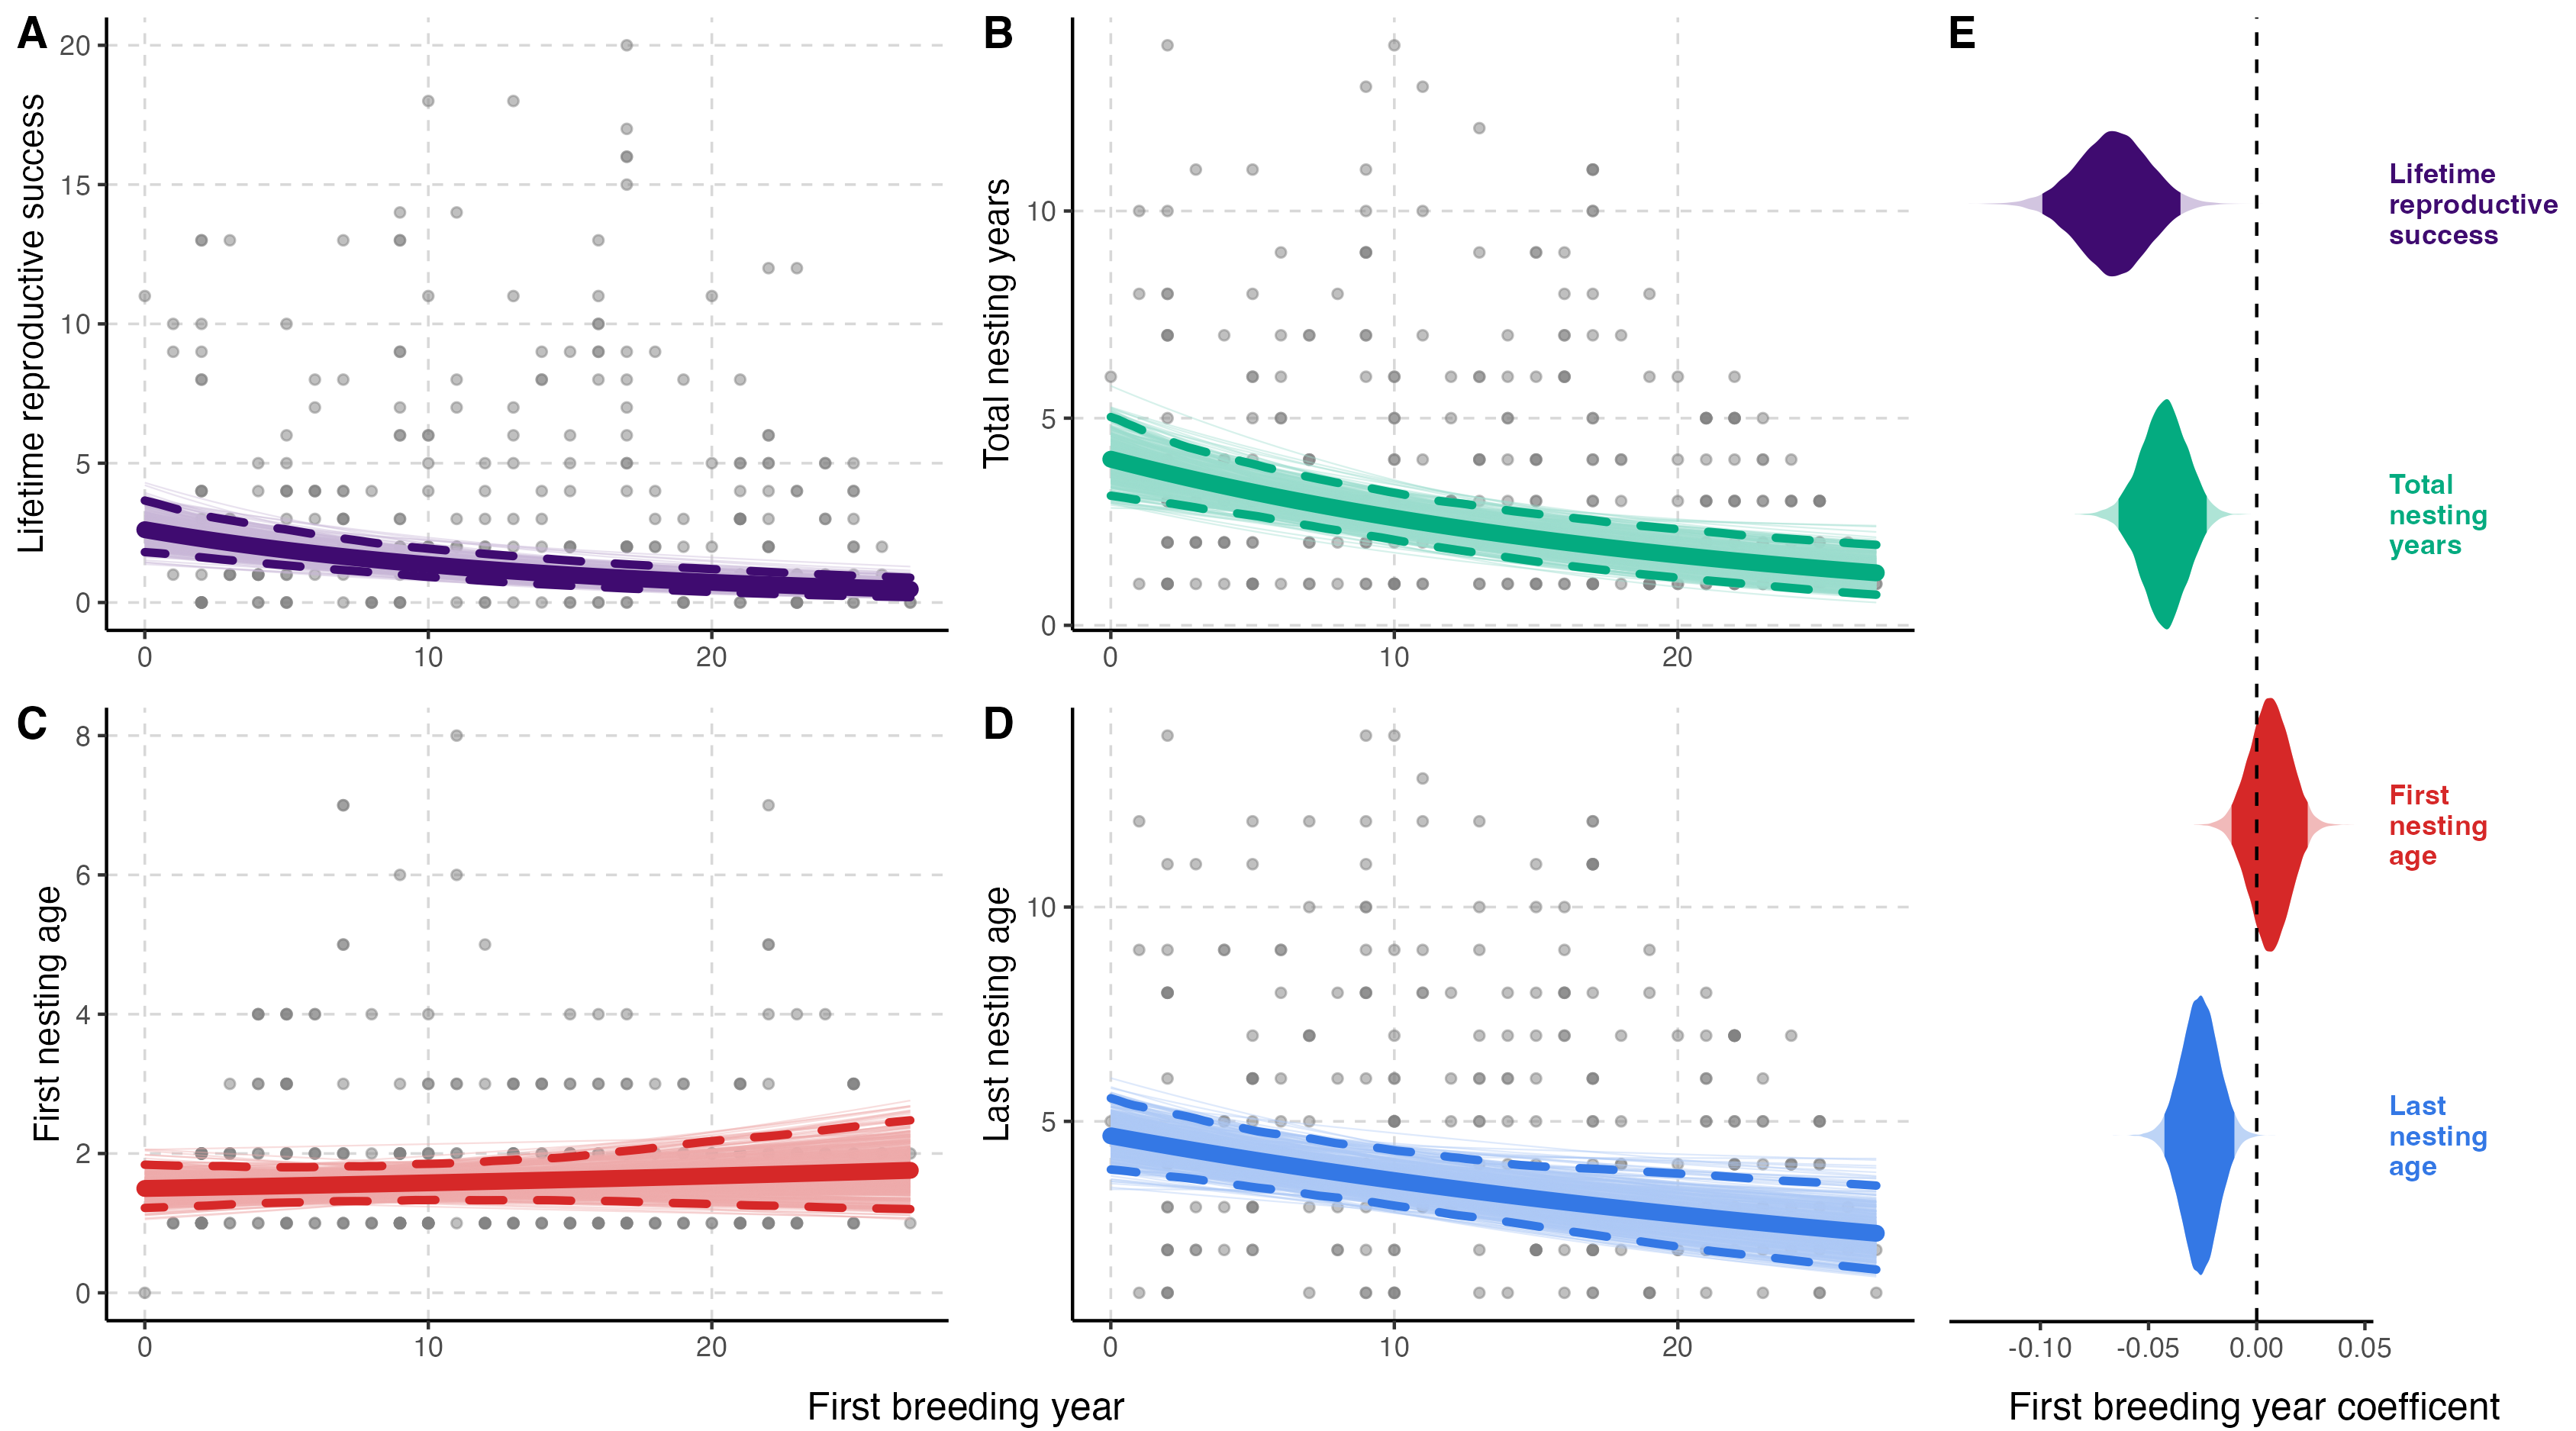 A
Lifetime reproductive success
20
15
10
5
0
0
10
20
B
Total nesting years
10
5
0
0
10
20
C
First nesting age
8
6
4
2
0
0
10
20
D
Last nesting age
10
5
0
10
20
First breeding year
E
Lifetime
reproductive
success
Total
nesting
years
First
nesting
age
Last
nesting
age
-0.10
-0.05
0.00
0.05
First breeding year coefficent